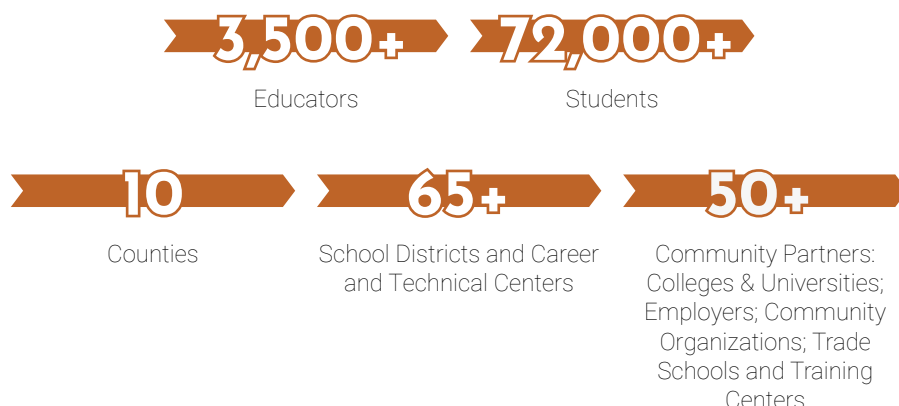 3,500+ 72,000+
Educators Students
10 65+ 50+
Counties School Districts and Career Community Partners:
and Technical Centers Colleges & Universities;
Employers; Community
Organizations; Trade
Schools and Training
Centers